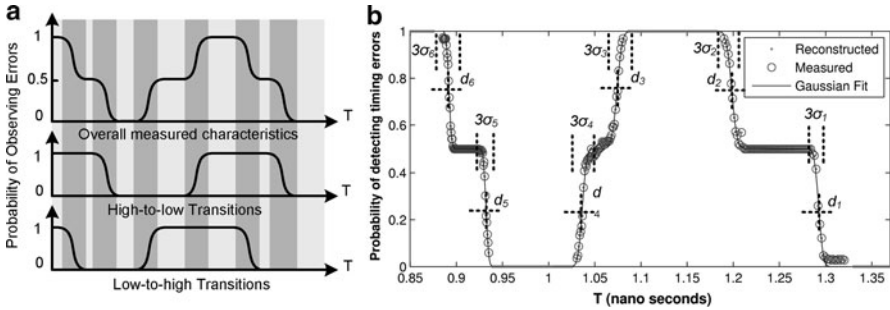 a
Probability of Observing Errors
1
0.5
0
T
Overall measured characteristics
1
0
T
High-to-low Transitions
1
0
T
Low-to-high Transitions
b
Probability of detecting timing errors
1
0.8
0.6
0.4
0.2
0
3σ6
d6
3σ5
d5
3σ4
d
4
3σ3
d3
3σ2
d2
3σ1
d1
Reconstructed
Measured
Gaussian Fit
0.85 0.9 0.95 1 1.05 1.1 1.15 1.2 1.25 1.3
T (nano seconds)